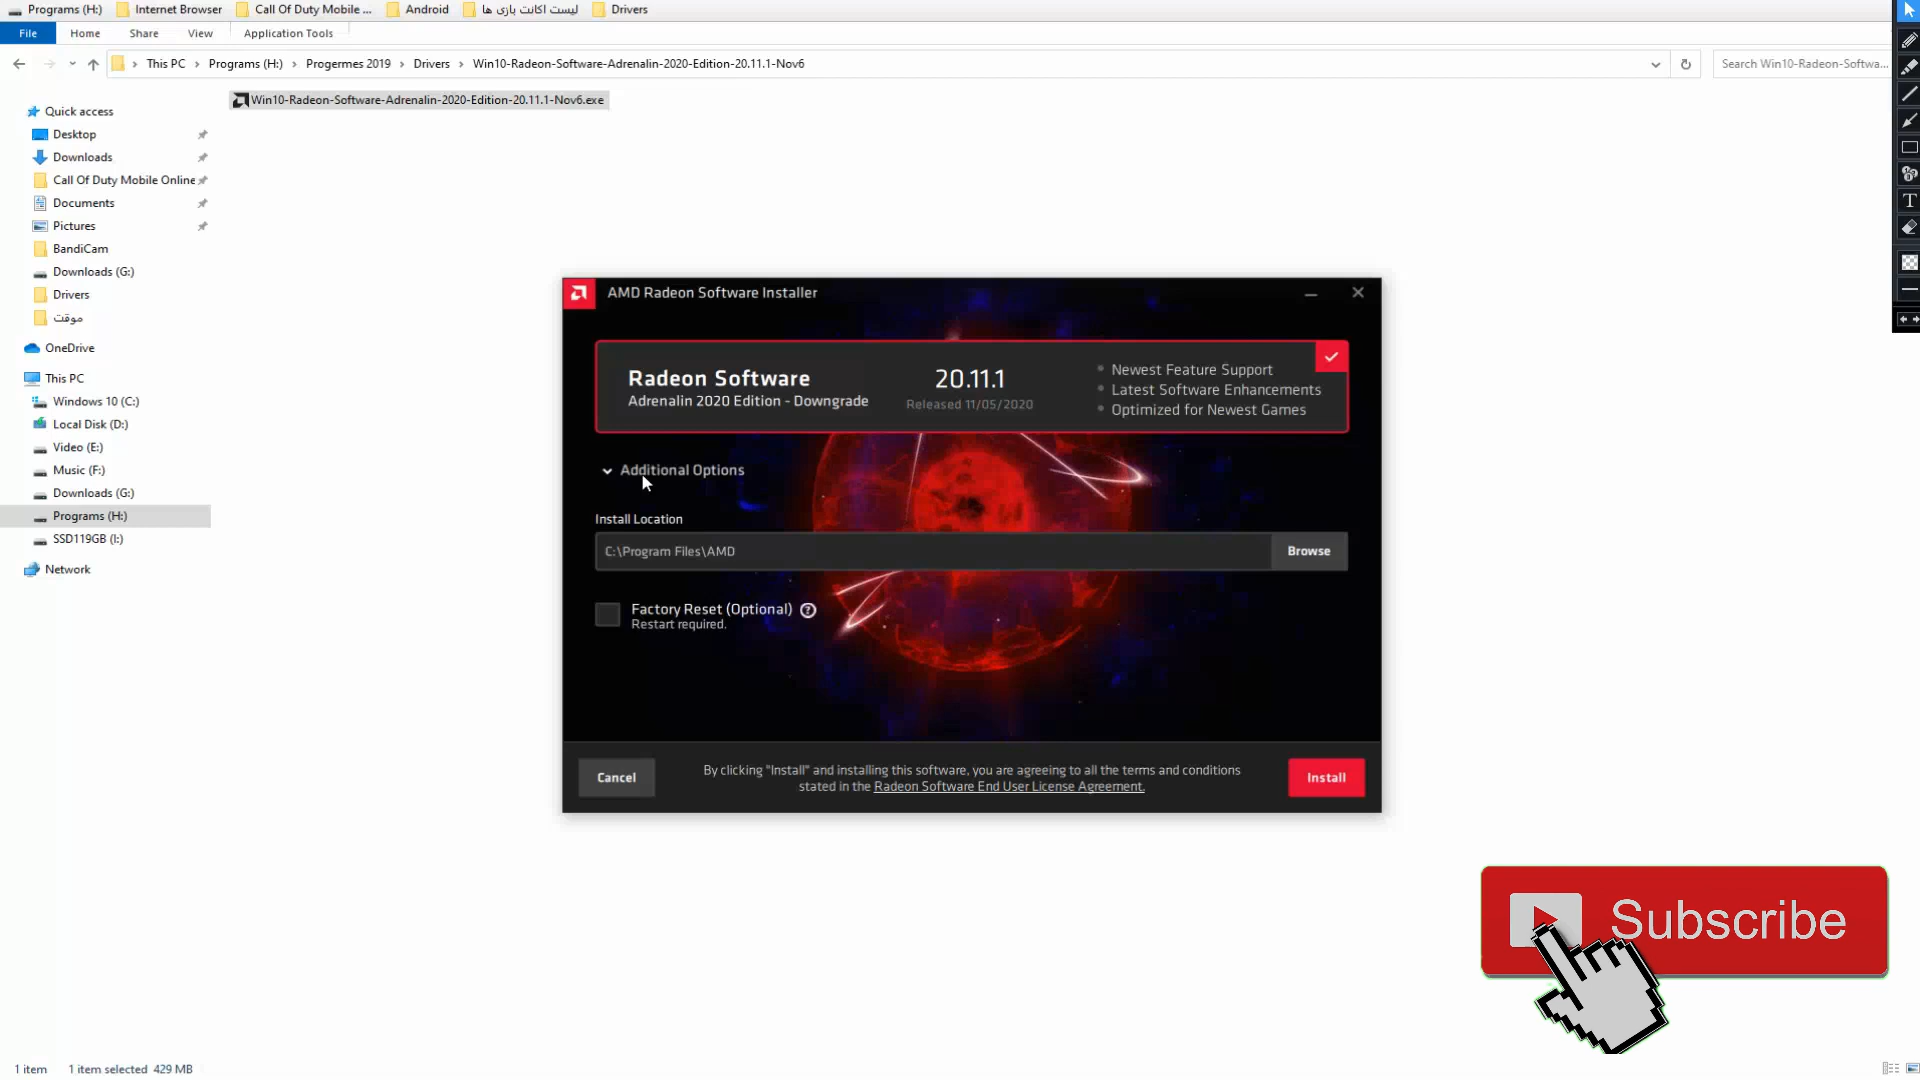 Programs (H:) Internet Browser Call Of Duty Mobile ... Android لیست اکانت بازی ها Drivers
File Home Share View Application Tools
This PC Programs (H:) Progermes 2019 Drivers Win10-Radeon-Software-Adrenalin-2020-Edition-20.11.1-Nov6 Search Win10-Radeon-Softwa...
Win10-Radeon-Software-Adrenalin-2020-Edition-20.11.1-Nov6.exe
Quick access
Desktop
Downloads
Call Of Duty Mobile Online
Documents
Pictures
BandiCam
Downloads (G:)
Drivers
موقت
OneDrive
This PC
Windows 10 (C:)
Local Disk (D:)
Video (E:)
Music (F:)
Downloads (G:)
Programs (H:)
SSD119GB (I:)
Network
AMD Radeon Software Installer
Radeon Software
Adrenalin 2020 Edition - Downgrade
20.11.1
Released 11/05/2020
Newest Feature Support
Latest Software Enhancements
Optimized for Newest Games
Additional Options
Install Location
C:\Program Files\AMD
Browse
Factory Reset (Optional) ?
Restart required.
Cancel
By clicking "Install" and installing this software, you are agreeing to all the terms and conditions
stated in the Radeon Software End User License Agreement.
Install
Subscribe
1 item 1 item selected 429 MB
T